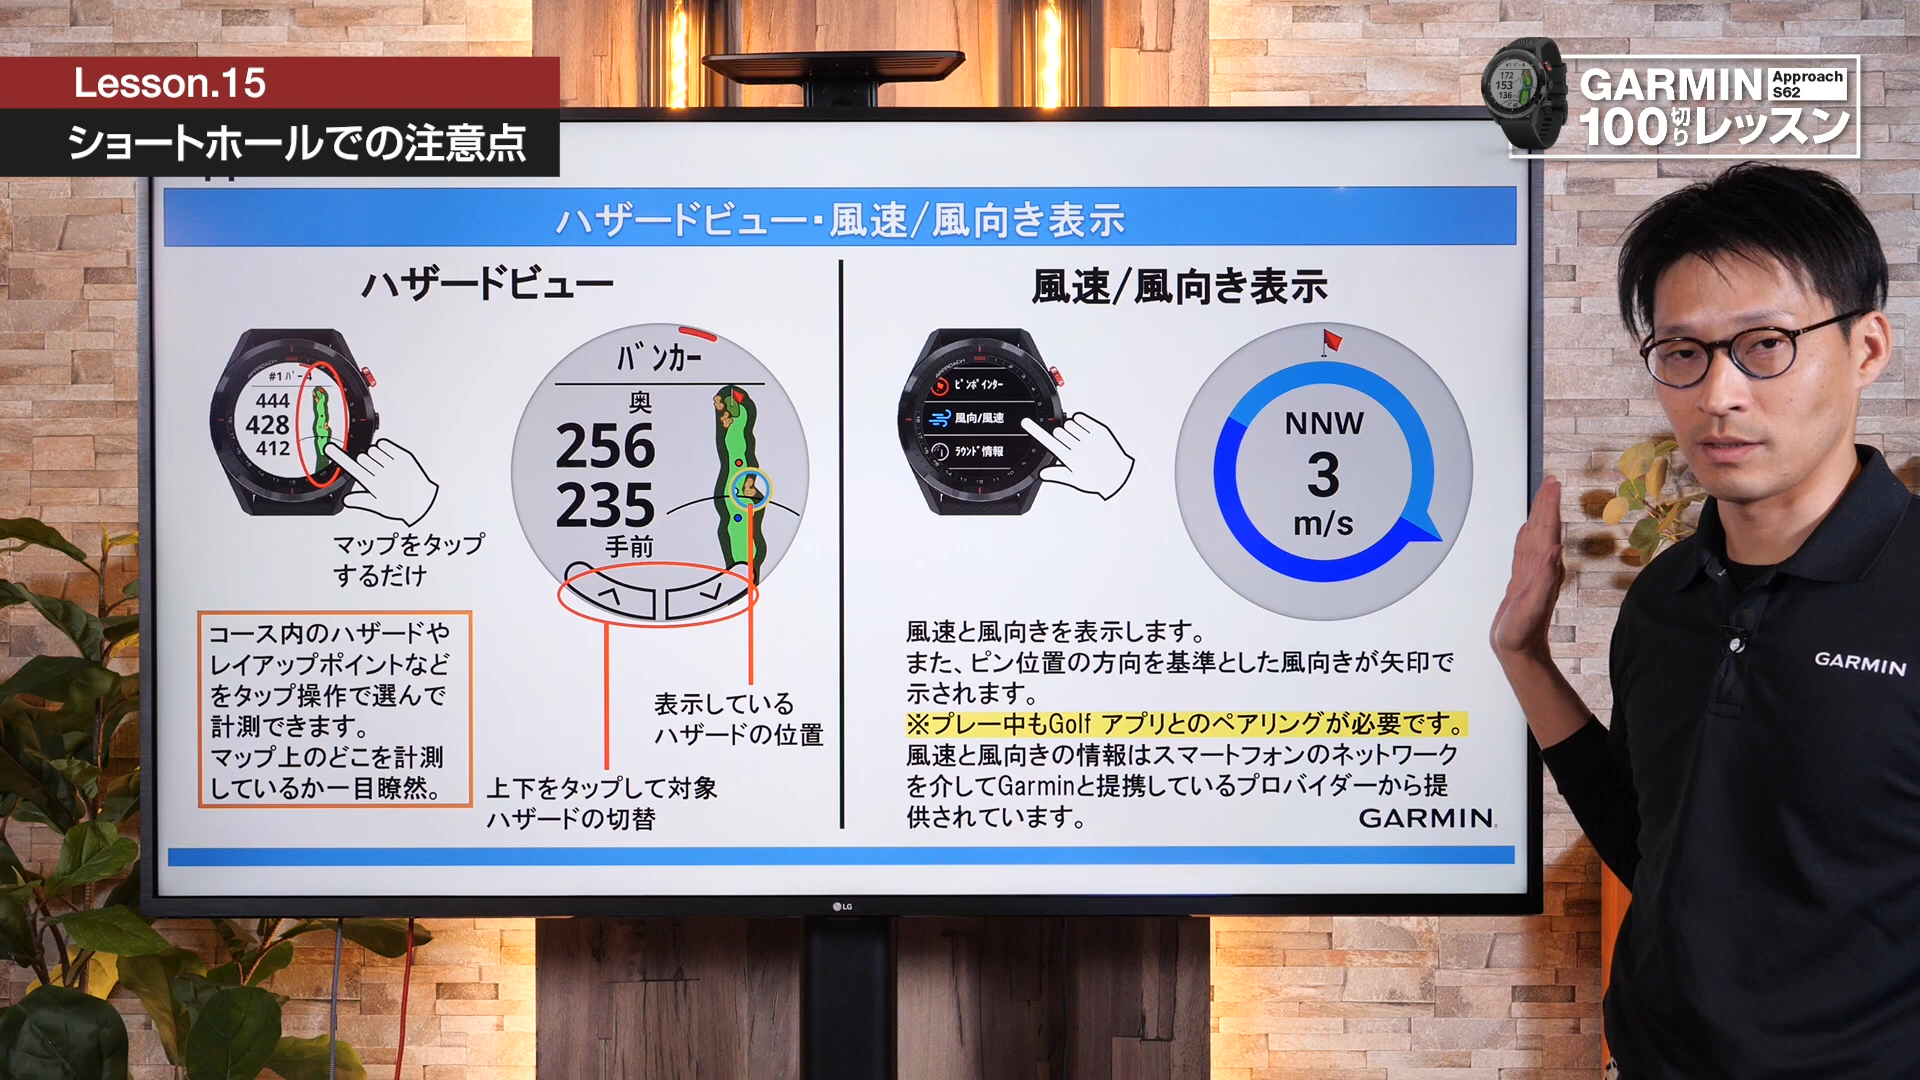 Lesson.15
ショートホールでの注意点
GARMIN
Approach
S62
100切りレッスン
ハザードビュー・風速/風向き表示
ハザードビュー
#1 パー4
444
428
412
マップをタップ
するだけ
コース内のハザードや
レイアップポイントなど
をタップ操作で選んで
計測できます。
マップ上のどこを計測
しているか一目瞭然。
バンカー
奥
256
235
手前
表示している
ハザードの位置
上下をタップして対象
ハザードの切替
風速/風向き表示
ピンポインター
風向/風速
ラウンド情報
NNW
3
m/s
風速と風向きを表示します。
また、ピン位置の方向を基準とした風向きが矢印で
示されます。
※プレー中もGolf アプリとのペアリングが必要です。
風速と風向きの情報はスマートフォンのネットワーク
を介してGarminと提携しているプロバイダーから提
供されています。
GARMIN
LG
GARMIN